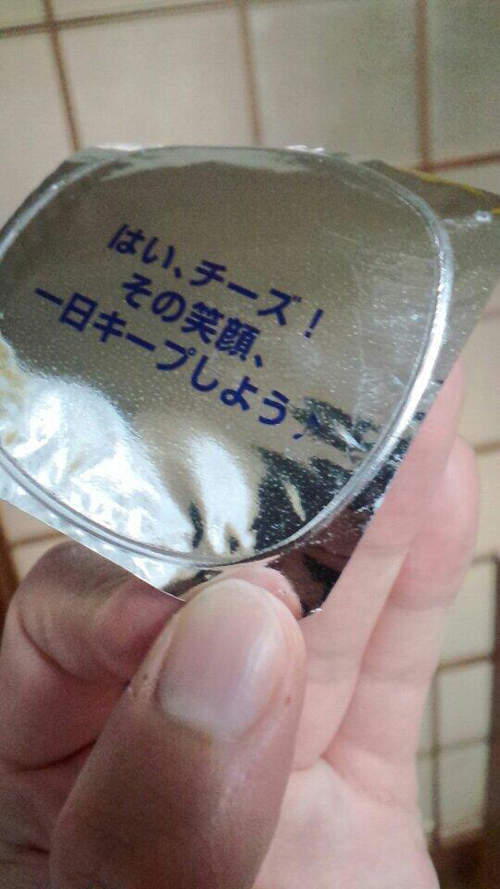 はい、チーズ！
その笑顔、
一日キープしよう♪